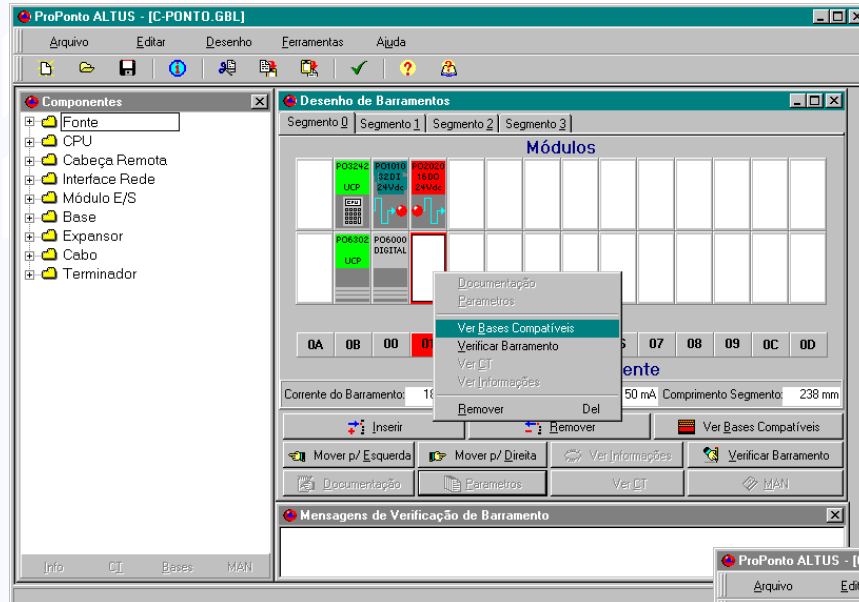 ProPonto ALTUS - [C-PONTO.GBL]
Arquivo Editar Desenho Ferramentas Ajuda
Componentes
Fonte
CPU
Cabeça Remota
Interface Rede
Módulo E/S
Base
Expansor
Cabo
Terminador
Info CT Bases MAN
Desenho de Barramentos
Segmento 0 Segmento 1 Segmento 2 Segmento 3
Módulos
PO3242 PO1010 PO2020
32DI 16DO
UCP 24Vdc 24Vdc
CPU
PO6302 PO6000
DIGITAL
UCP
Documentação
Parametros
Ver Bases Compatíveis
Verificar Barramento
Ver CT
Ver Informações
Remover Del
0A 0B 00 07 08 09 0C 0D
ente
Corrente do Barramento: 18 50 mA Comprimento Segmento: 238 mm
Inserir Remover Ver Bases Compatíveis
Mover p/ Esquerda Mover p/ Direita Ver Informações Verificar Barramento
Documentação Parametros Ver CT MAN
Mensagens de Verificação de Barramento
ProPonto ALTUS - [
Arquivo Edit